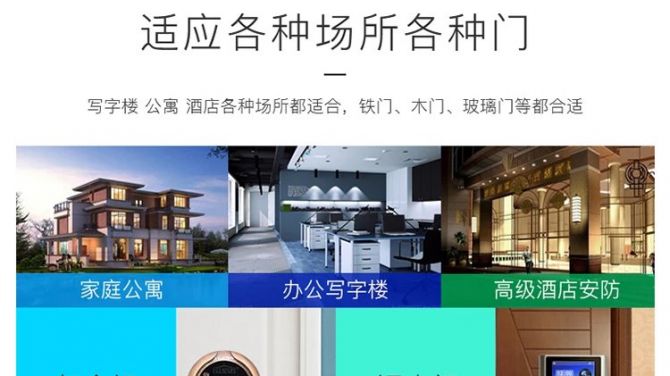 适应各种场所各种门
写字楼 公寓 酒店各种场所都适合，铁门、木门、玻璃门等都合适
家庭公寓
办公写字楼
高级酒店安防